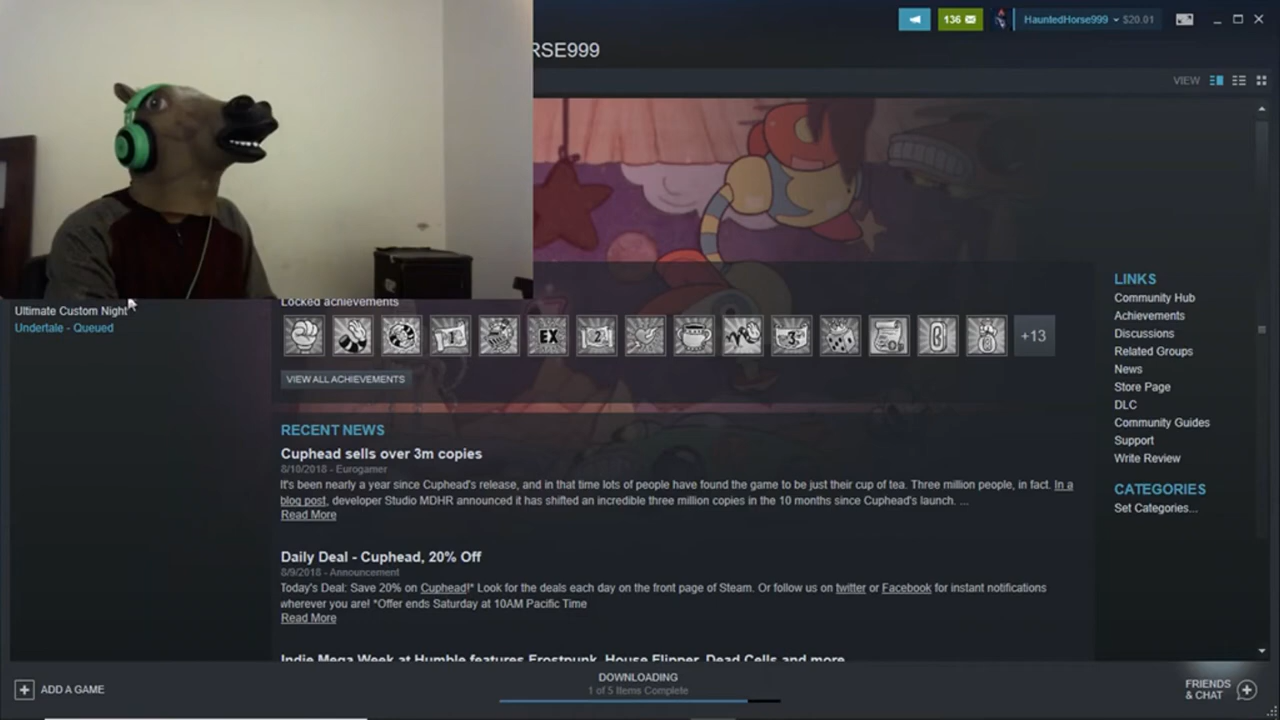 136
HauntedHorse999
$20.01
RSE999
VIEW
Ultimate Custom Night
Undertale - Queued
Locked achievements
1
EX
2
3
+13
VIEW ALL ACHIEVEMENTS
LINKS
Community Hub
Achievements
Discussions
Related Groups
News
Store Page
DLC
Community Guides
Support
Write Review
CATEGORIES
Set Categories...
RECENT NEWS
Cuphead sells over 3m copies
8/10/2018 - Eurogamer
It's been nearly a year since Cuphead's release, and in that time lots of people have found the game to be just their cup of tea. Three million people, in fact. In a
blog post, developer Studio MDHR announced it has shifted an incredible three million copies in the 10 months since Cuphead's launch. ...
Read More
Daily Deal - Cuphead, 20% Off
8/9/2018 - Announcement
Today's Deal: Save 20% on Cuphead!* Look for the deals each day on the front page of Steam. Or follow us on twitter or Facebook for instant notifications
wherever you are! *Offer ends Saturday at 10AM Pacific Time
Read More
Indie Mega Week at Humble features Frostpunk, House Flipper, Dead Cells and more
ADD A GAME
DOWNLOADING
1 of 5 Items Complete
FRIENDS
& CHAT